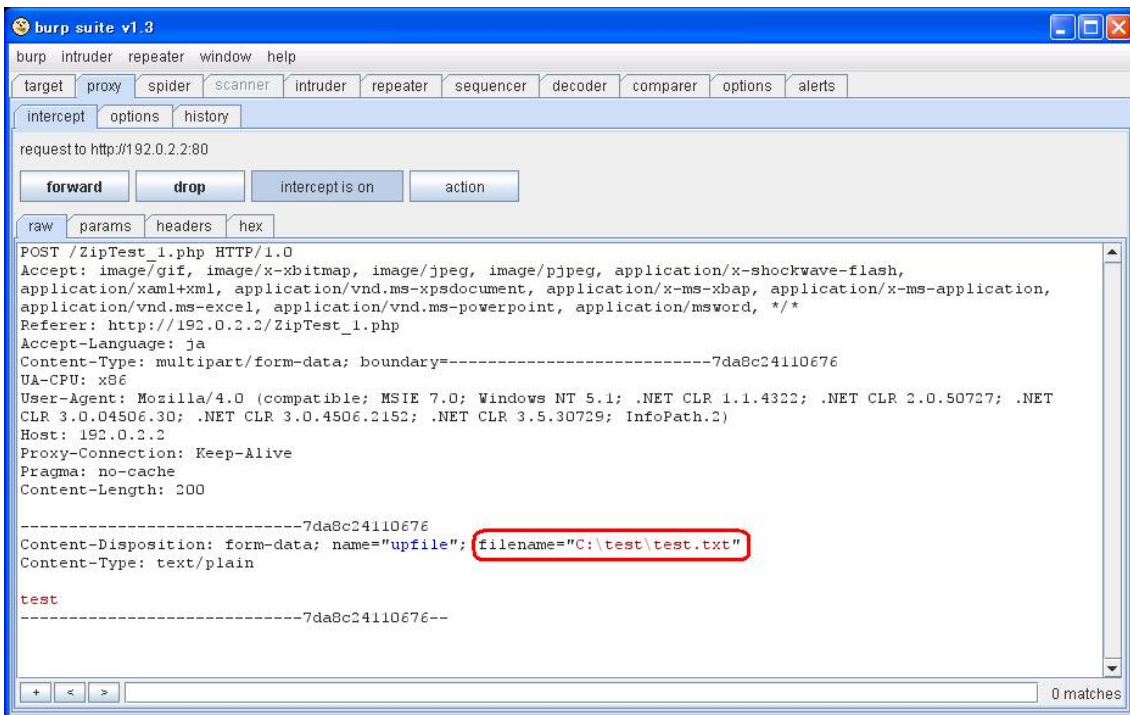 burp suite v1.3
burp intruder repeater window help
target proxy spider scanner intruder repeater sequencer decoder comparer options alerts
intercept options history
request to http://192.0.2.2:80
forward drop intercept is on action
raw params headers hex
POST /ZipTest_1.php HTTP/1.0
Accept: image/gif, image/x-xbitmap, image/jpeg, image/pjpeg, application/x-shockwave-flash,
application/xaml+xml, application/vnd.ms-xpsdocument, application/x-ms-xbap, application/x-ms-application,
application/vnd.ms-excel, application/vnd.ms-powerpoint, application/msword, */*
Referer: http://192.0.2.2/ZipTest_1.php
Accept-Language: ja
Content-Type: multipart/form-data; boundary=---------------------------7da8c24110676
UA-CPU: x86
User-Agent: Mozilla/4.0 (compatible; MSIE 7.0; Windows NT 5.1; .NET CLR 1.1.4322; .NET CLR 2.0.50727; .NET
CLR 3.0.04506.30; .NET CLR 3.0.4506.2152; .NET CLR 3.5.30729; InfoPath.2)
Host: 192.0.2.2
Proxy-Connection: Keep-Alive
Pragma: no-cache
Content-Length: 200
-----------------------------7da8c24110676
Content-Disposition: form-data; name="upfile"; filename="C:\test\test.txt"
Content-Type: text/plain
test
-----------------------------7da8c24110676--
+ < > 0 matches